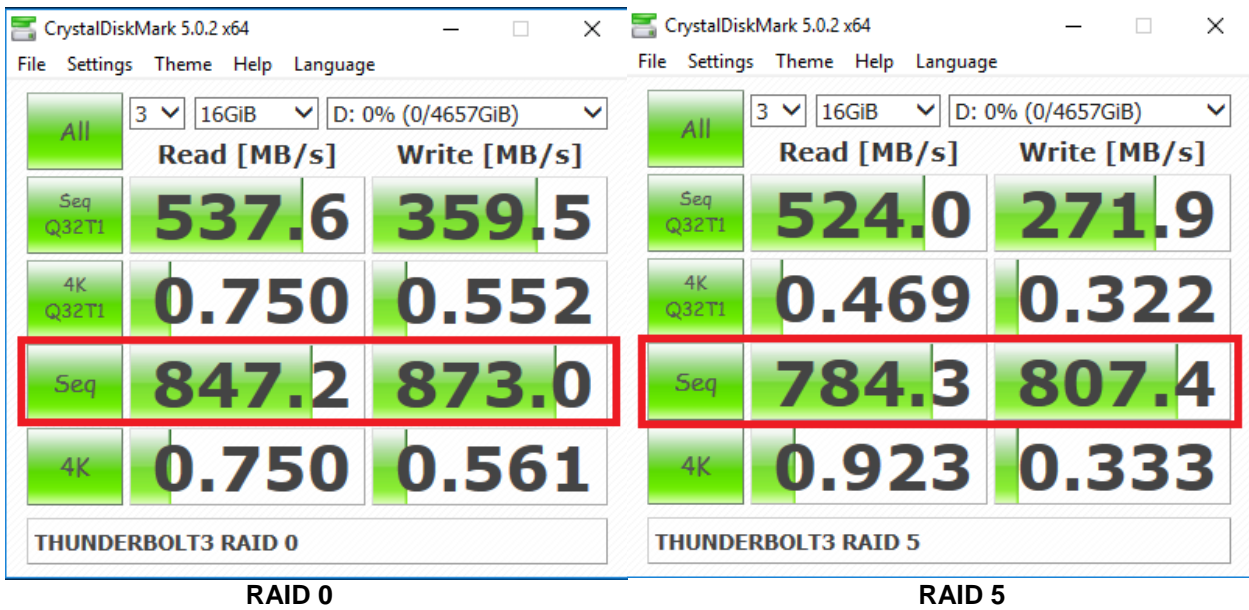 CrystalDiskMark 5.0.2 x64
File Settings Theme Help Language
All
3 16GiB D: 0% (0/4657GiB)
Read [MB/s] Write [MB/s]
Seq
Q32T1
537.6 359.5
4K
Q32T1
0.750 0.552
Seq 847.2 873.0
4K 0.750 0.561
THUNDERBOLT3 RAID 0
RAID 0
CrystalDiskMark 5.0.2 x64
File Settings Theme Help Language
All
3 16GiB D: 0% (0/4657GiB)
Read [MB/s] Write [MB/s]
Seq
Q32T1
524.0 271.9
4K
Q32T1
0.469 0.322
Seq 784.3 807.4
4K 0.923 0.333
THUNDERBOLT3 RAID 5
RAID 5